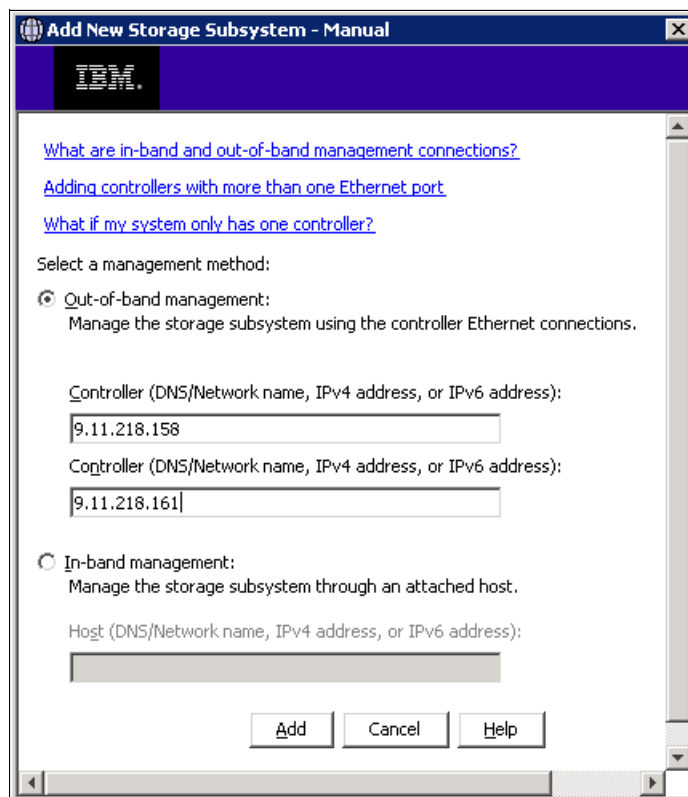 Add New Storage Subsystem - Manual
IBM.
What are in-band and out-of-band management connections?
Adding controllers with more than one Ethernet port
What if my system only has one controller?
Select a management method:
Out-of-band management:
Manage the storage subsystem using the controller Ethernet connections.
Controller (DNS/Network name, IPv4 address, or IPv6 address):
9.11.218.158
Controller (DNS/Network name, IPv4 address, or IPv6 address):
9.11.218.161
In-band management:
Manage the storage subsystem through an attached host.
Host (DNS/Network name, IPv4 address, or IPv6 address):
Add Cancel Help